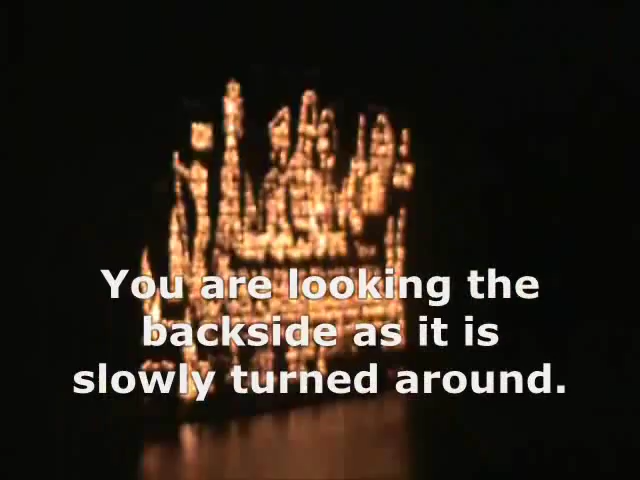 You are looking the
backside as it is
slowly turned around.